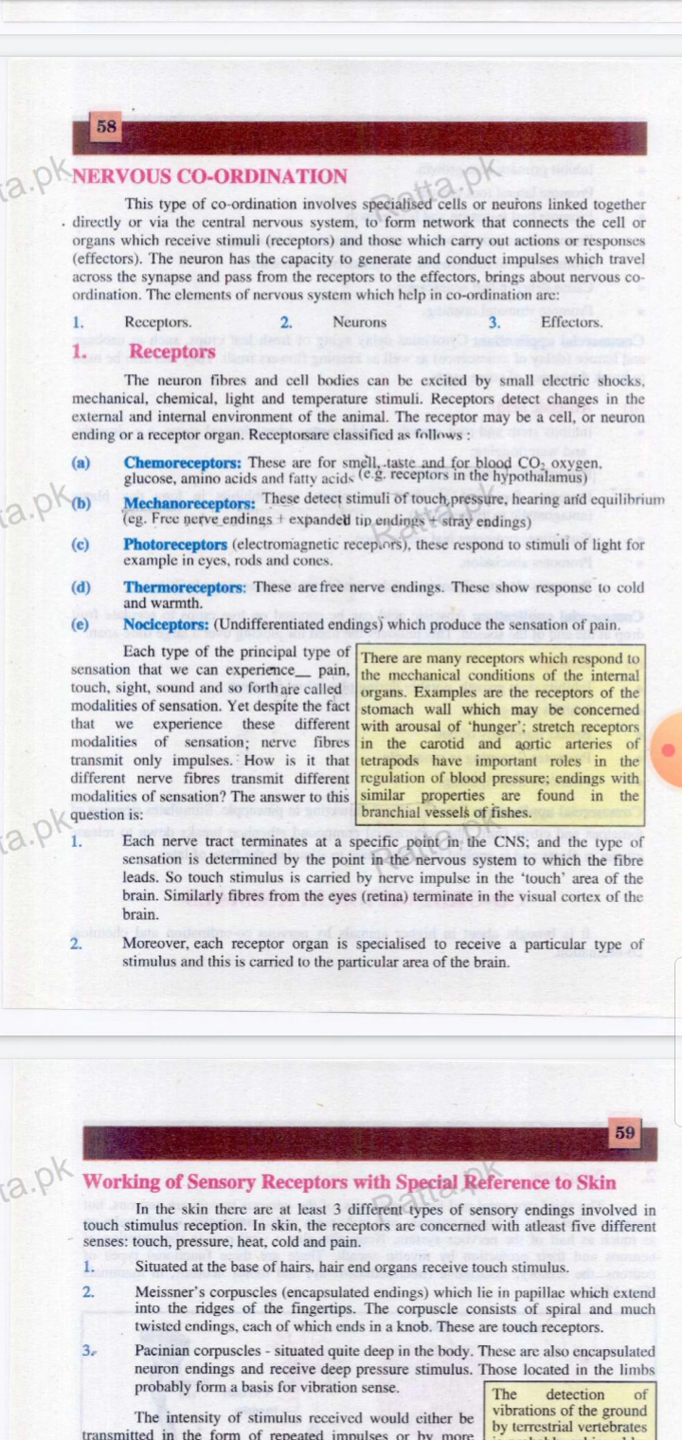 58
NERVOUS CO-ORDINATION
This type of co-ordination involves specialised cells or neurons linked together
directly or via the central nervous system, to form network that connects the cell or
organs which receive stimuli (receptors) and those which carry out actions or responses
(effectors). The neuron has the capacity to generate and conduct impulses which travel
across the synapse and pass from the receptors to the effectors, brings about nervous co-
ordination. The elements of nervous system which help in co-ordination are:
1. Receptors. 2. Neurons 3. Effectors.
1. Receptors
The neuron fibres and cell bodies can be excited by small electric shocks,
mechanical, chemical, light and temperature stimuli. Receptors detect changes in the
external and internal environment of the animal. The receptor may be a cell, or neuron
ending or a receptor organ. Receptorsare classified as follows :
(a) Chemoreceptors: These are for smell, taste and for blood CO₂ oxygen,
glucose, amino acids and fatty acids (e.g. receptors in the hypothalamus)
(b) Mechanoreceptors: These detect stimuli of touch, pressure, hearing and equilibrium
(eg. Free nerve endings + expanded tip endings + stray endings)
(c) Photoreceptors (electromagnetic receptors), these respond to stimuli of light for
example in eyes, rods and cones.
(d) Thermoreceptors: These are free nerve endings. These show response to cold
and warmth.
(e) Nociceptors: (Undifferentiated endings) which produce the sensation of pain.
Each type of the principal type of
sensation that we can experience__ pain,
touch, sight, sound and so forth are called
modalities of sensation. Yet despite the fact
that we experience these different
modalities of sensation; nerve fibres
transmit only impulses. How is it that
different nerve fibres transmit different
modalities of sensation? The answer to this
question is:
There are many receptors which respond to
the mechanical conditions of the internal
organs. Examples are the receptors of the
stomach wall which may be concerned
with arousal of ‘hunger’; stretch receptors
in the carotid and aortic arteries of
tetrapods have important roles in the
regulation of blood pressure; endings with
similar properties are found in the
branchial vessels of fishes.
1. Each nerve tract terminates at a specific point in the CNS; and the type of
sensation is determined by the point in the nervous system to which the fibre
leads. So touch stimulus is carried by nerve impulse in the ‘touch’ area of the
brain. Similarly fibres from the eyes (retina) terminate in the visual cortex of the
brain.
2. Moreover, each receptor organ is specialised to receive a particular type of
stimulus and this is carried to the particular area of the brain.
59
Working of Sensory Receptors with Special Reference to Skin
In the skin there are at least 3 different types of sensory endings involved in
touch stimulus reception. In skin, the receptors are concerned with atleast five different
senses: touch, pressure, heat, cold and pain.
1. Situated at the base of hairs, hair end organs receive touch stimulus.
2. Meissner's corpuscles (encapsulated endings) which lie in papillae which extend
into the ridges of the fingertips. The corpuscle consists of spiral and much
twisted endings, each of which ends in a knob. These are touch receptors.
3. Pacinian corpuscles - situated quite deep in the body. These are also encapsulated
neuron endings and receive deep pressure stimulus. Those located in the limbs
probably form a basis for vibration sense.
The intensity of stimulus received would either be
transmitted in the form of repeated impulses or by more
The detection of
vibrations of the ground
by terrestrial vertebrates
Ratta.pk
Ratta.pk
Ratta.pk
Ratta.pk
ta.pk
ta.pk
ta.pk
ta.pk